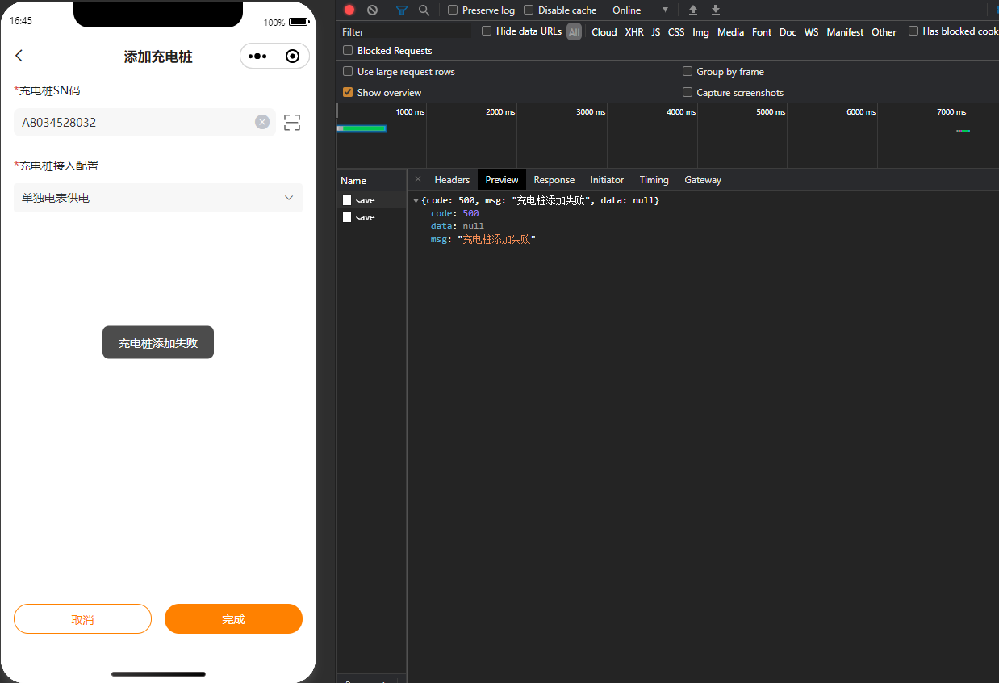 16:45
100%
添加充电桩
*充电桩SN码
A8034528032
*充电桩接入配置
单独电表供电
充电桩添加失败
取消
完成
Preserve log
Disable cache
Online
Filter
Hide data URLs
All
Cloud
XHR
JS
CSS
Img
Media
Font
Doc
WS
Manifest
Other
Has blocked cook
Blocked Requests
Use large request rows
Group by frame
Show overview
Capture screenshots
1000 ms
2000 ms
3000 ms
4000 ms
5000 ms
6000 ms
7000 ms
Name
× Headers
Preview
Response
Initiator
Timing
Gateway
save
save
{code: 500, msg: "充电桩添加失败", data: null}
code: 500
data: null
msg: "充电桩添加失败"